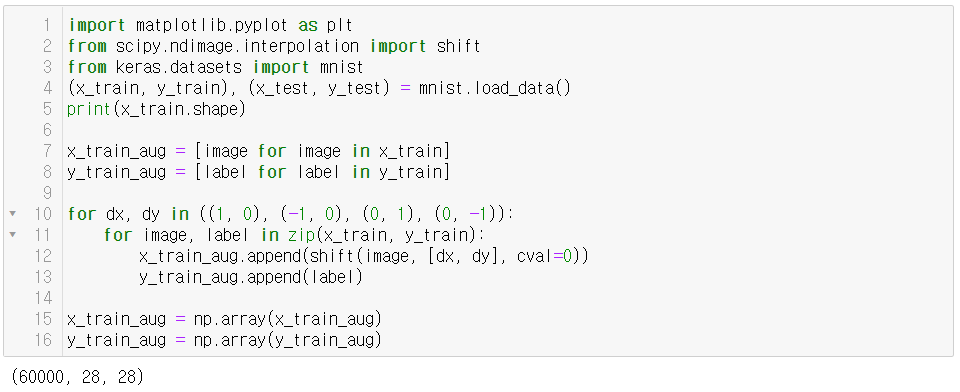 1 import matplotlib.pyplot as plt
2 from scipy.ndimage.interpolation import shift
3 from keras.datasets import mnist
4 (x_train, y_train), (x_test, y_test) = mnist.load_data()
5 print(x_train.shape)
6
7 x_train_aug = [image for image in x_train]
8 y_train_aug = [label for label in y_train]
9
10 for dx, dy in ((1, 0), (-1, 0), (0, 1), (0, -1)):
11     for image, label in zip(x_train, y_train):
12         x_train_aug.append(shift(image, [dx, dy], cval=0))
13         y_train_aug.append(label)
14
15 x_train_aug = np.array(x_train_aug)
16 y_train_aug = np.array(y_train_aug)
(60000, 28, 28)